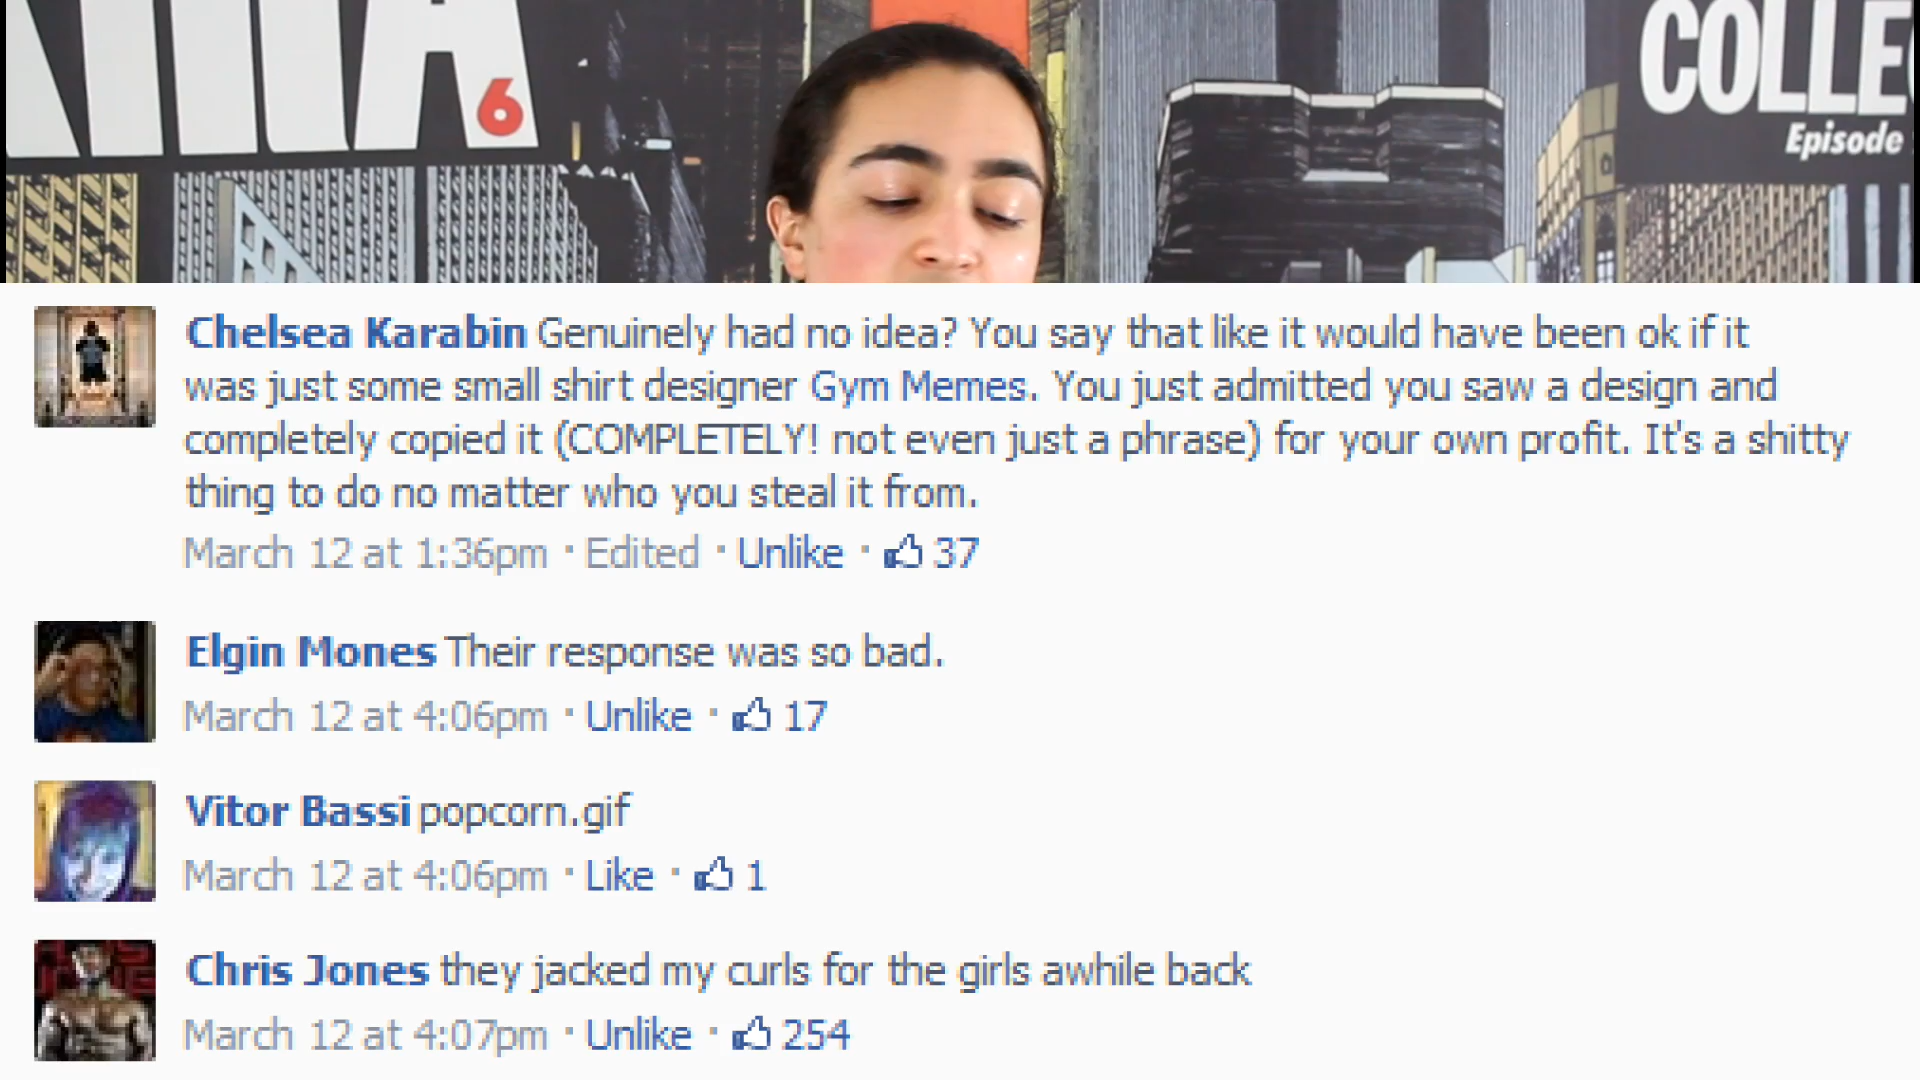 6
COLLE
Episode
Chelsea Karabin Genuinely had no idea? You say that like it would have been ok if it
was just some small shirt designer Gym Memes. You just admitted you saw a design and
completely copied it (COMPLETELY! not even just a phrase) for your own profit. It's a shitty
thing to do no matter who you steal it from.
March 12 at 1:36pm · Edited · Unlike · 37
Elgin Mones Their response was so bad.
March 12 at 4:06pm · Unlike · 17
Vitor Bassi popcorn.gif
March 12 at 4:06pm · Like · 1
Chris Jones they jacked my curls for the girls awhile back
March 12 at 4:07pm · Unlike · 254